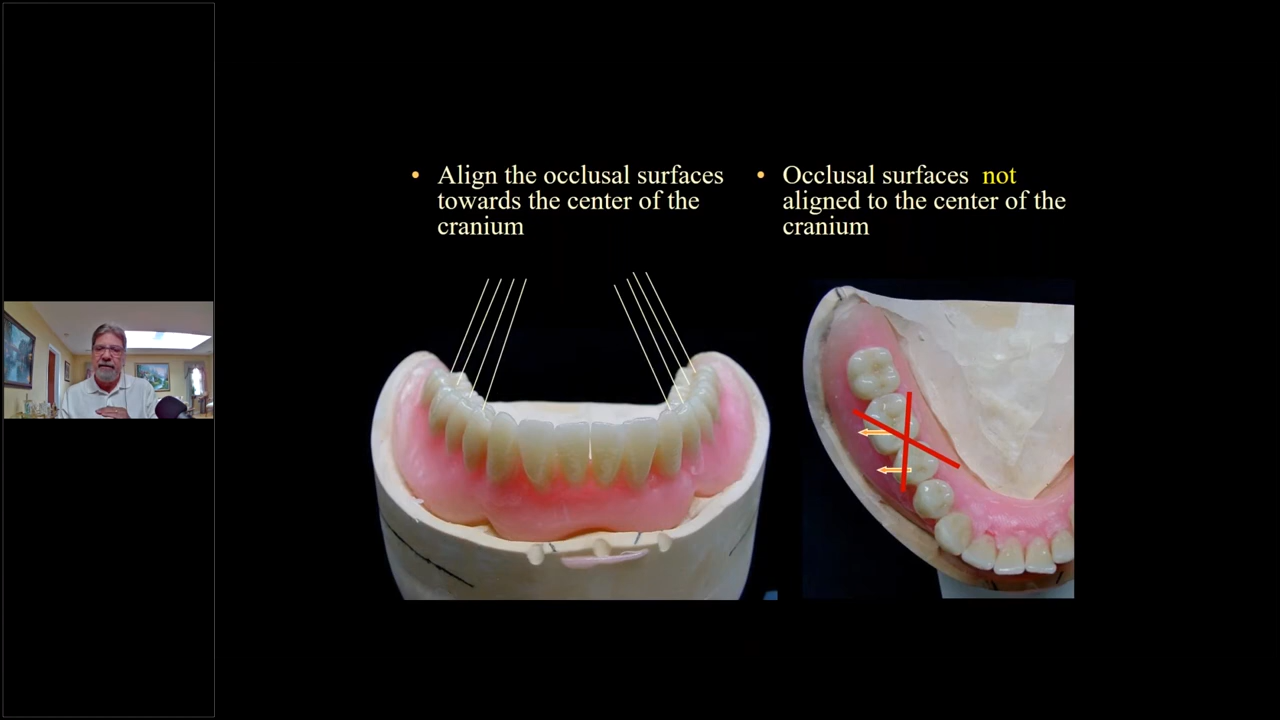 • Align the occlusal surfaces
towards the center of the
cranium
• Occlusal surfaces not
aligned to the center of the
cranium